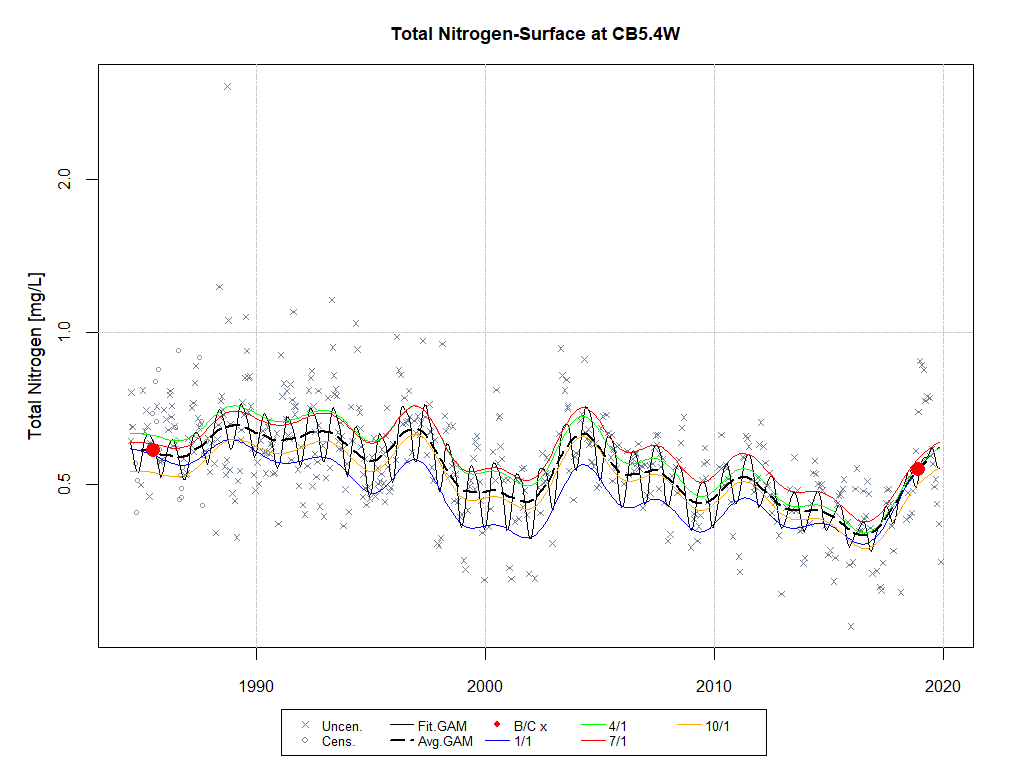 Total Nitrogen-Surface at CB5.4W
Total Nitrogen [mg/L]
2.0
1.0
0.5
1990 2000 2010 2020
Uncen. Fit.GAM B/C x 4/1 10/1
Cens. Avg.GAM 1/1 7/1